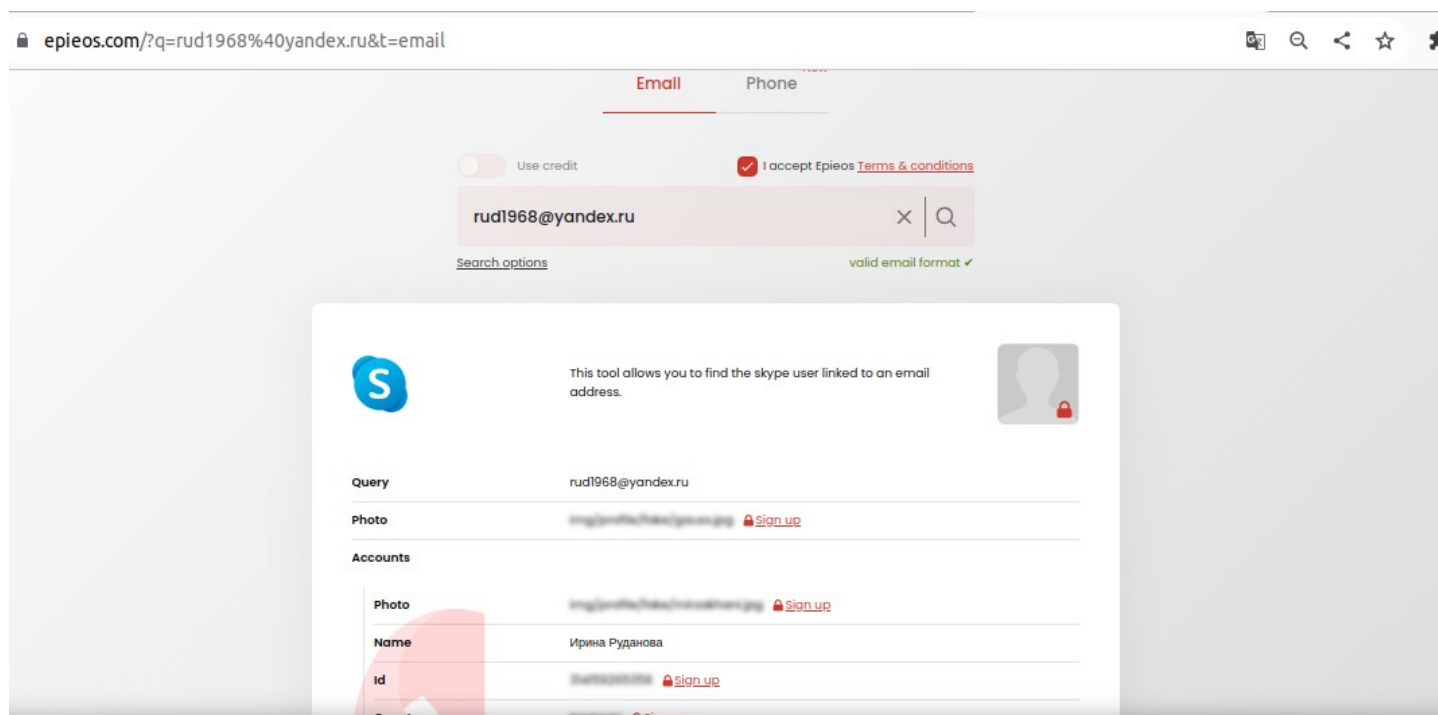 epieos.com/?q=rud1968%40yandex.ru&t=email
Email Phone
Use credit I accept Epieos Terms & conditions
rud1968@yandex.ru
Search options valid email format ✔
S This tool allows you to find the skype user linked to an email
address.
Query rud1968@yandex.ru
Photo Sign up
Accounts
Photo Sign up
Name Ирина Руданова
Id Sign up